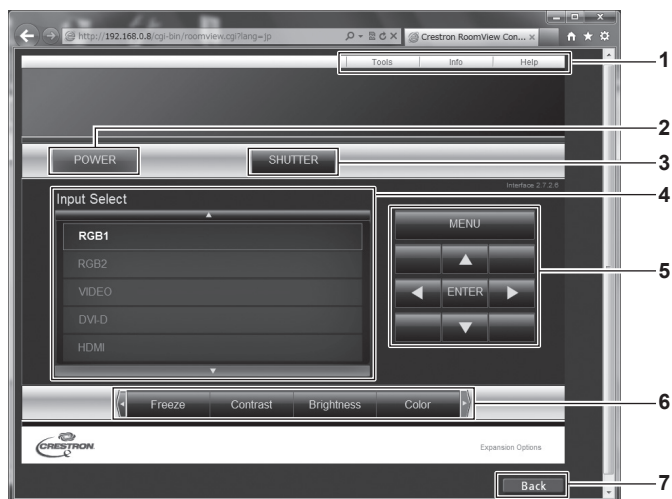 http://192.168.0.8/cgi-bin/roomview.cgi?lang=jp
Crestron RoomView Con... ×
Tools Info Help
1
2
POWER SHUTTER
3
Interface 2.7.2.6
4
Input Select
MENU
RGB1
RGB2
5
VIDEO
ENTER
DVI-D
HDMI
6
Freeze Contrast Brightness Color
CRESTRON
Expansion Options
7
Back